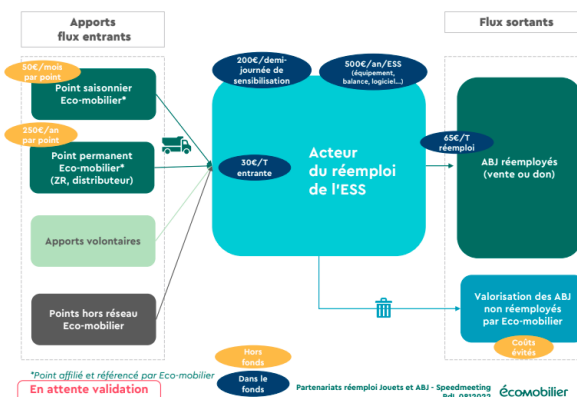 Apports
flux entrants
Flux sortants
50€/mois
par point
Point saisonnier
Eco-mobilier*
250€/an
par point
Point permanent
Eco-mobilier*
(ZR, distributeur)
Apports volontaires
Points hors réseau
Eco-mobilier
200€/demi-
journée de
sensibilisation
500€/an/ESS
(équipement,
balance, logiciel...)
30€/T
entrante
Acteur
du réemploi
de l'ESS
65€/T
réemploi
ABJ réemployés
(vente ou don)
Valorisation des ABJ
non réemployés
par Eco-mobilier
Coûts
évités
*Point affilié et référencé par Eco-mobilier
Hors
fonds
Dans le
fonds
En attente validation
Partenariats réemploi Jouets et ABJ - Speedmeeting
PdL 0812022
écomobilier